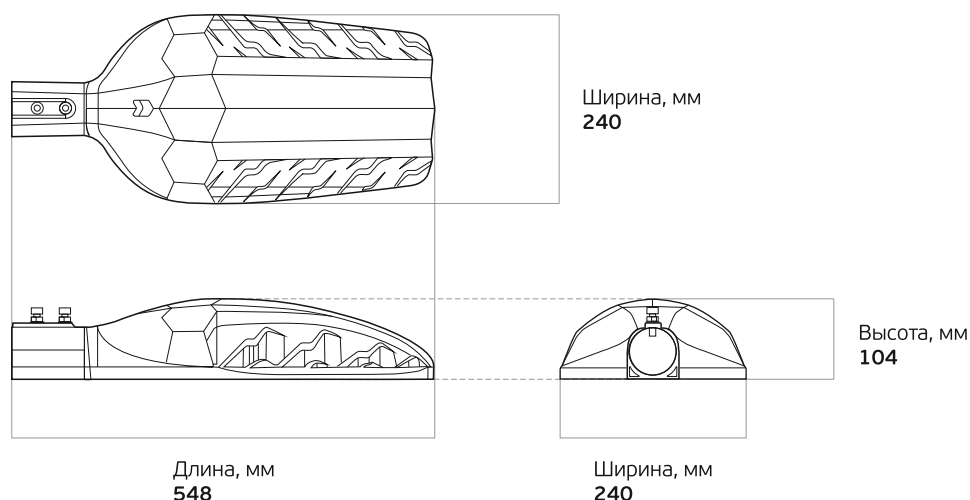 Ширина, мм
240
Высота, мм
104
Длина, мм
548
Ширина, мм
240